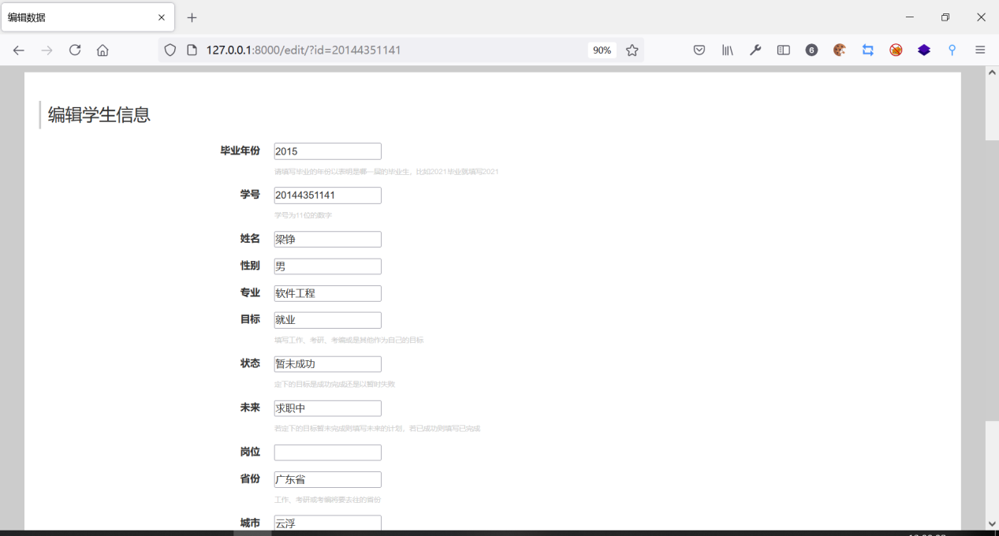 编辑数据
127.0.0.1:8000/edit/?id=20144351141
90%
6
编辑学生信息
毕业年份 2015
请填写毕业的年份以表明是哪一届的毕业生，比如2021毕业就填写2021
学号 20144351141
学号为11位的数字
姓名 梁铮
性别 男
专业 软件工程
目标 就业
填写工作、考研、考编或是其他作为自己的目标
状态 暂未成功
定下的目标是成功完成还是以暂时失败
未来 求职中
若定下的目标暂未完成则填写未来的计划，若已成功则填写已完成
岗位
省份 广东省
工作、考研或考编将要去往的省份
城市 云浮